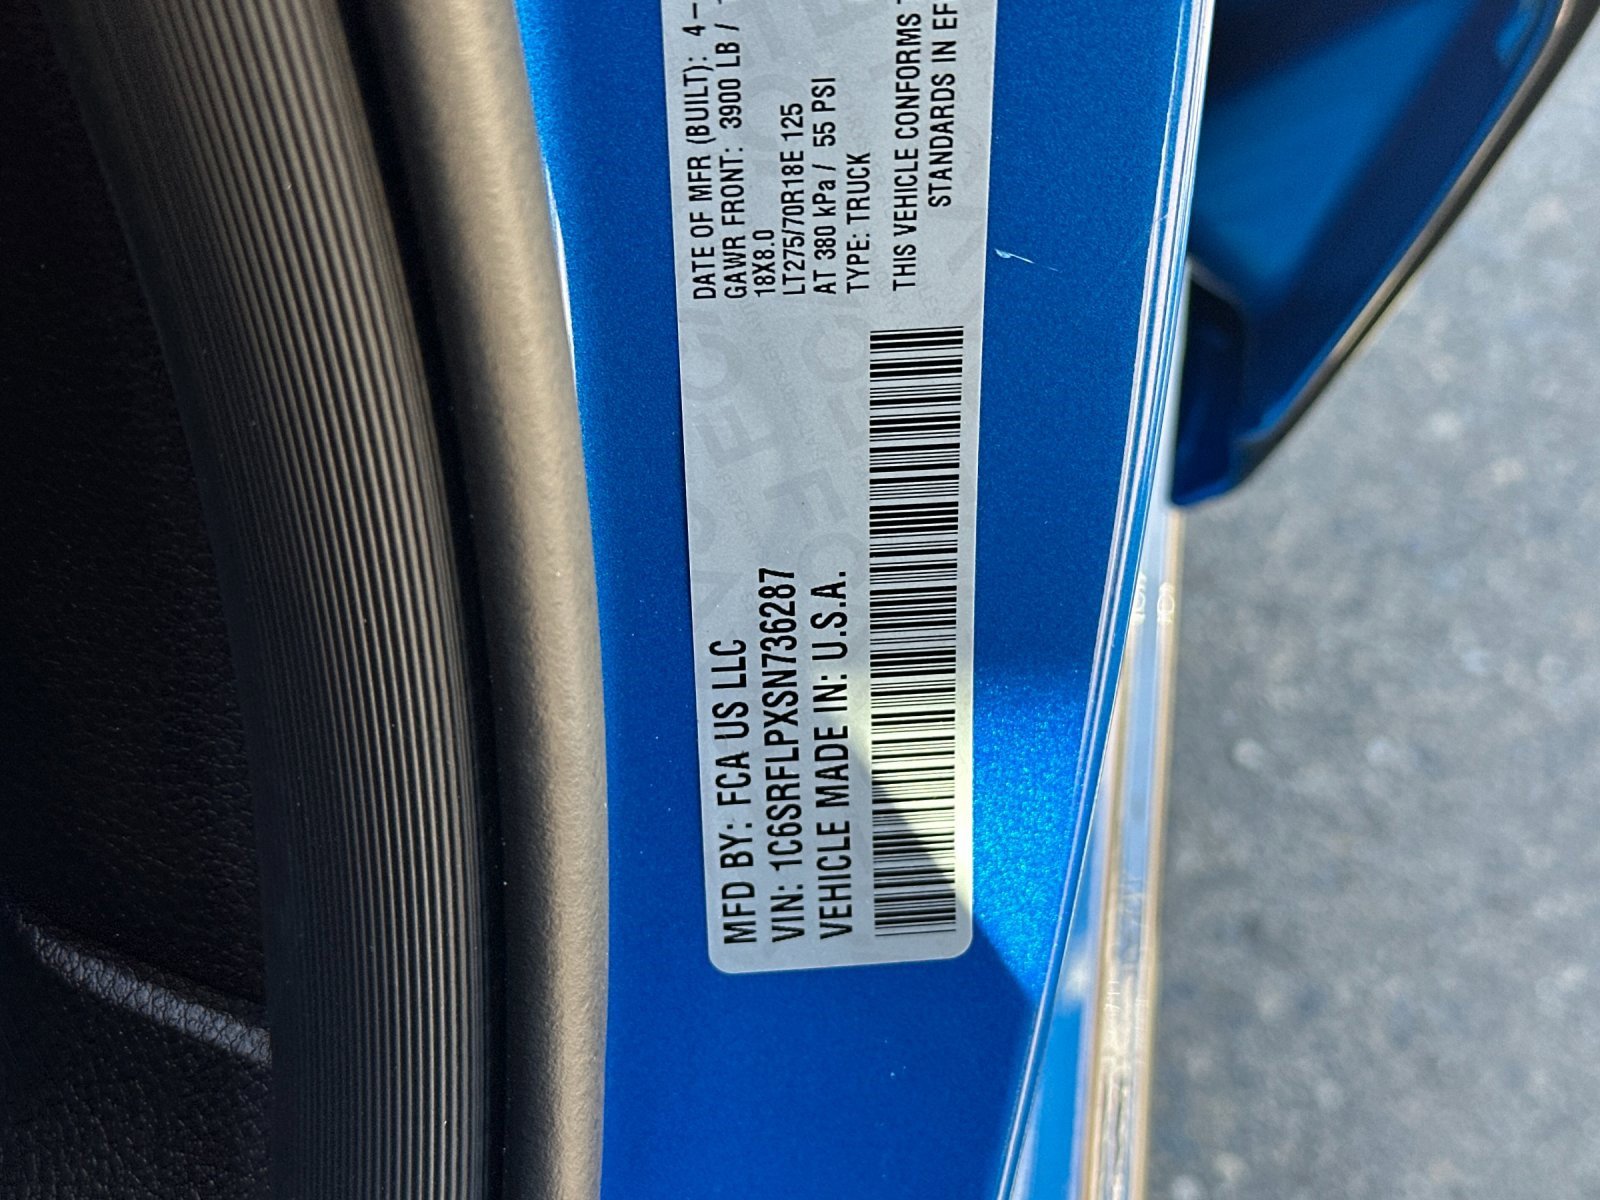 MFD BY: FCA US LLC
VIN: 1C6SRFLPXSN736287
VEHICLE MADE IN: U.S.A.
DATE OF MFR (BUILT): 4-
GAWR FRONT: 3900 LB /
18X8.0
LT275/70R18E 125
AT 380 kPa / 55 PSI
TYPE: TRUCK
THIS VEHICLE CONFORMS
STANDARDS IN